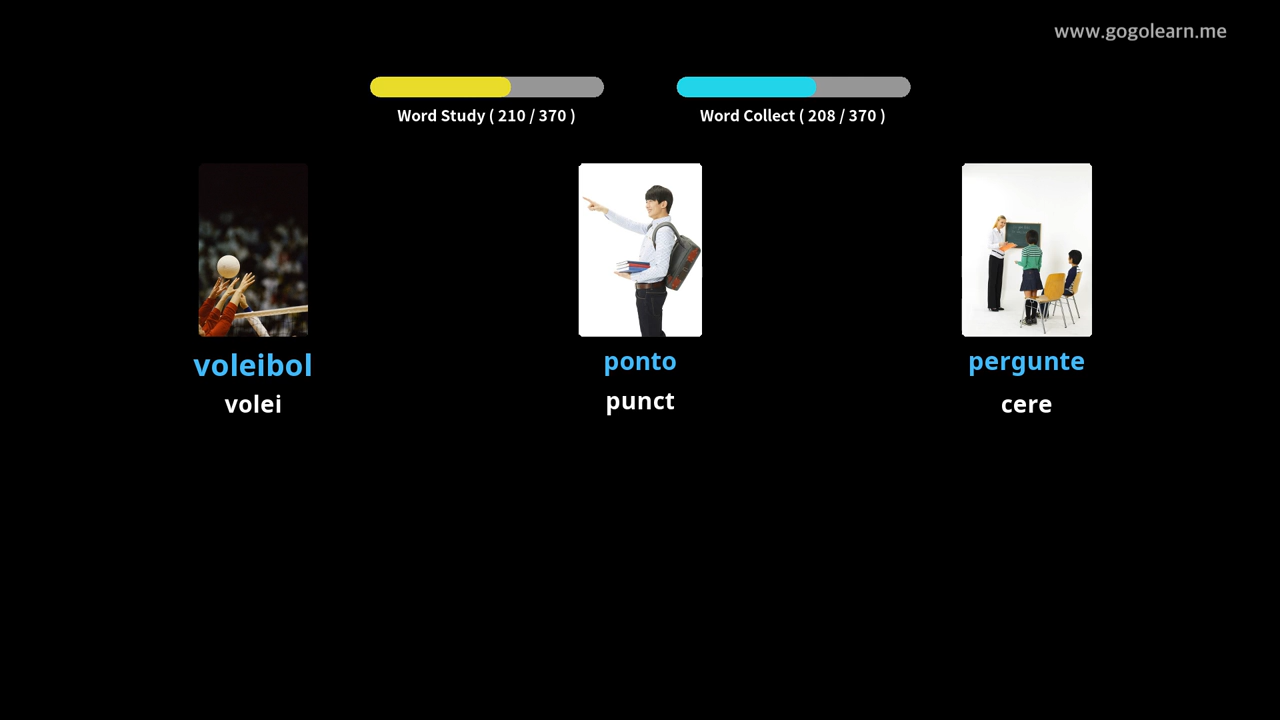 www.gogolearn.me
Word Study ( 210 / 370 )
Word Collect ( 208 / 370 )
voleibol
volei
ponto
punct
pergunte
cere